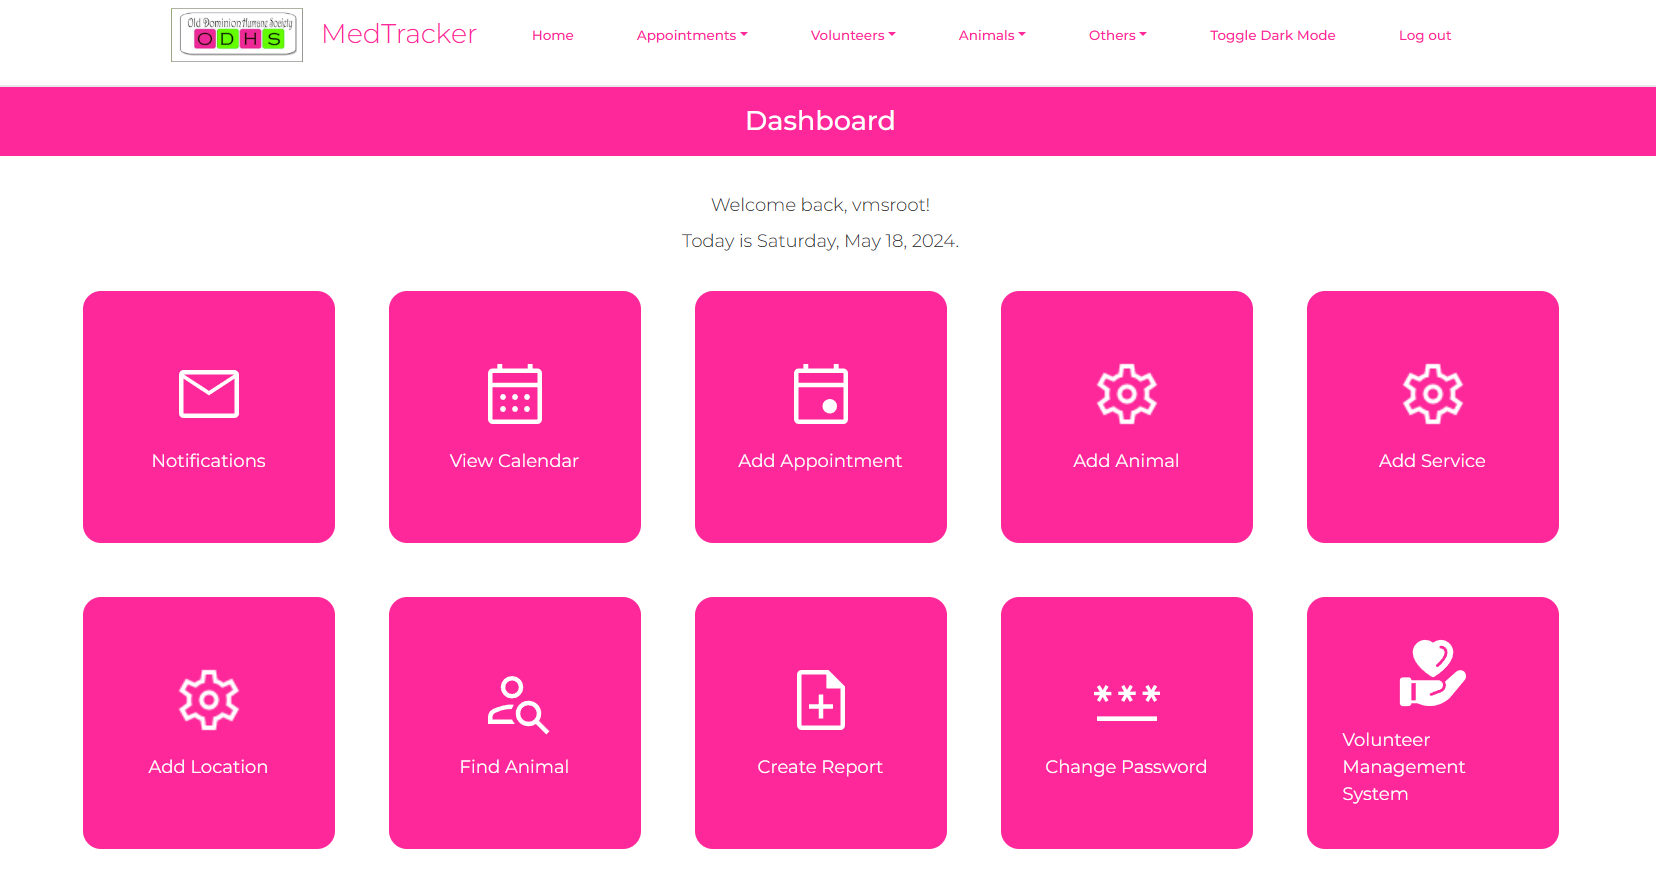 Old Dominion Humane Society
ODHS
MedTracker
Home
Appointments
Volunteers
Animals
Others
Toggle Dark Mode
Log out
Dashboard
Welcome back, vmsroot!
Today is Saturday, May 18, 2024.
Notifications
View Calendar
Add Appointment
Add Animal
Add Service
Add Location
Find Animal
Create Report
***
Change Password
Volunteer
Management
System